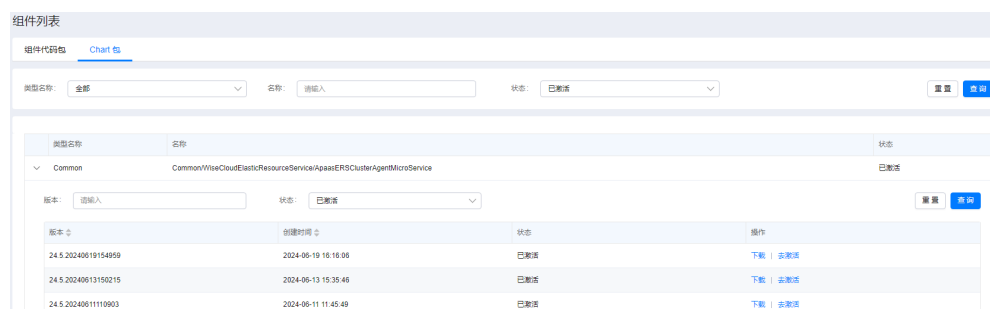 组件列表
组件代码包 Chart 包
类型名称: 全部 名称: 请输入 状态: 已激活 重置 查询
类型名称 名称 状态
Common Common/WiseCloudElasticResourceService/ApaasERSClusterAgentMicroService 已激活
版本: 请输入 状态: 已激活 重置 查询
版本 创建时间 状态 操作
24.5.20240619154959 2024-06-19 16:16:06 已激活 下载 | 去激活
24.5.20240613150215 2024-06-13 15:35:46 已激活 下载 | 去激活
24.5.20240611110903 2024-06-11 11:45:49 已激活 下载 | 去激活